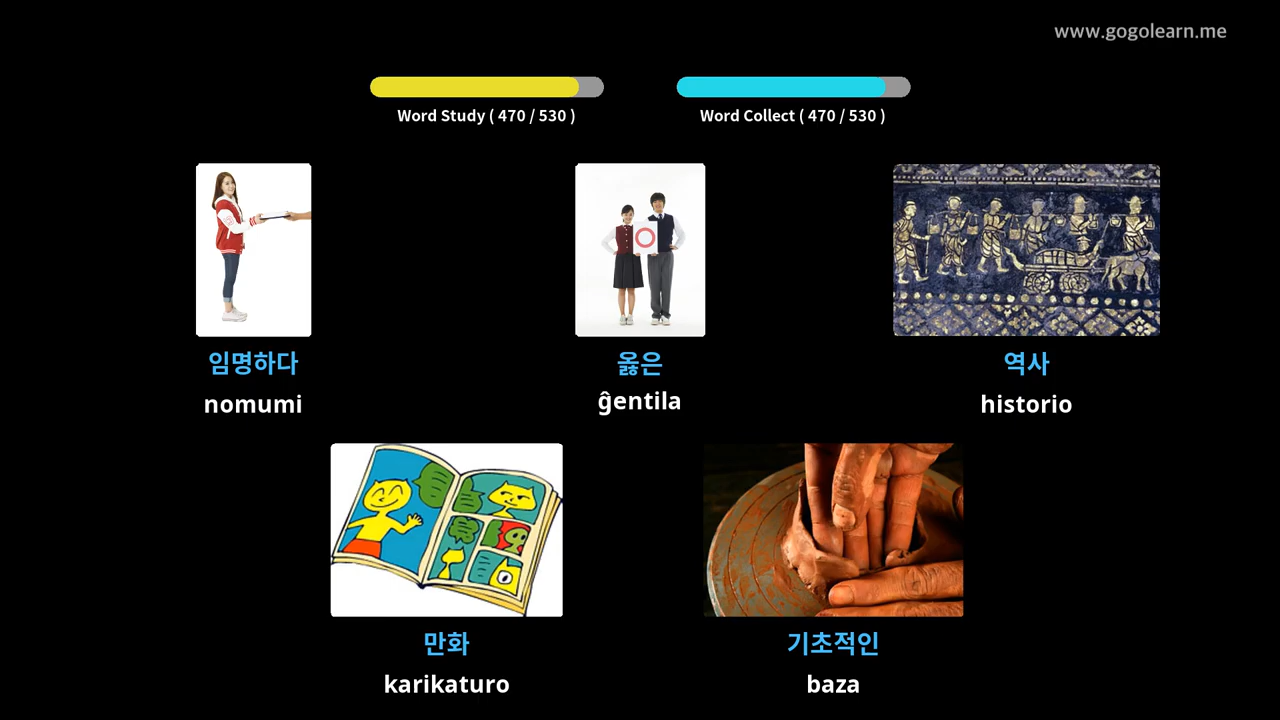 www.gogolearn.me
Word Study ( 470 / 530 )
Word Collect ( 470 / 530 )
임명하다
옳은
역사
nomumi
ĝentila
historio
만화
기초적인
karikaturo
baza